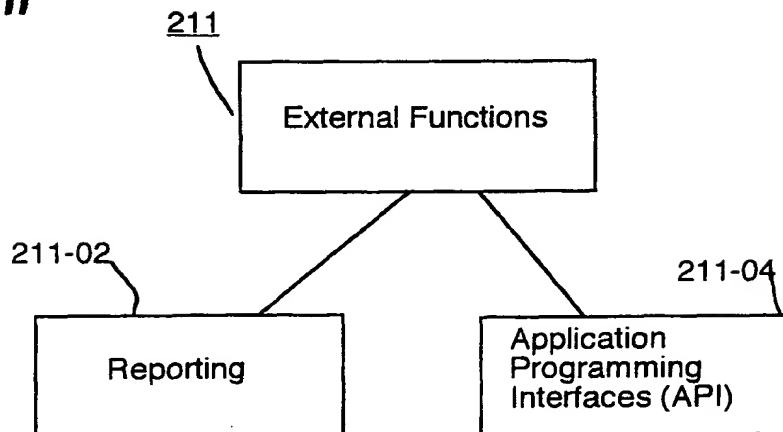 211
External Functions
211-02
211-04
Reporting
Application
Programming
Interfaces (API)